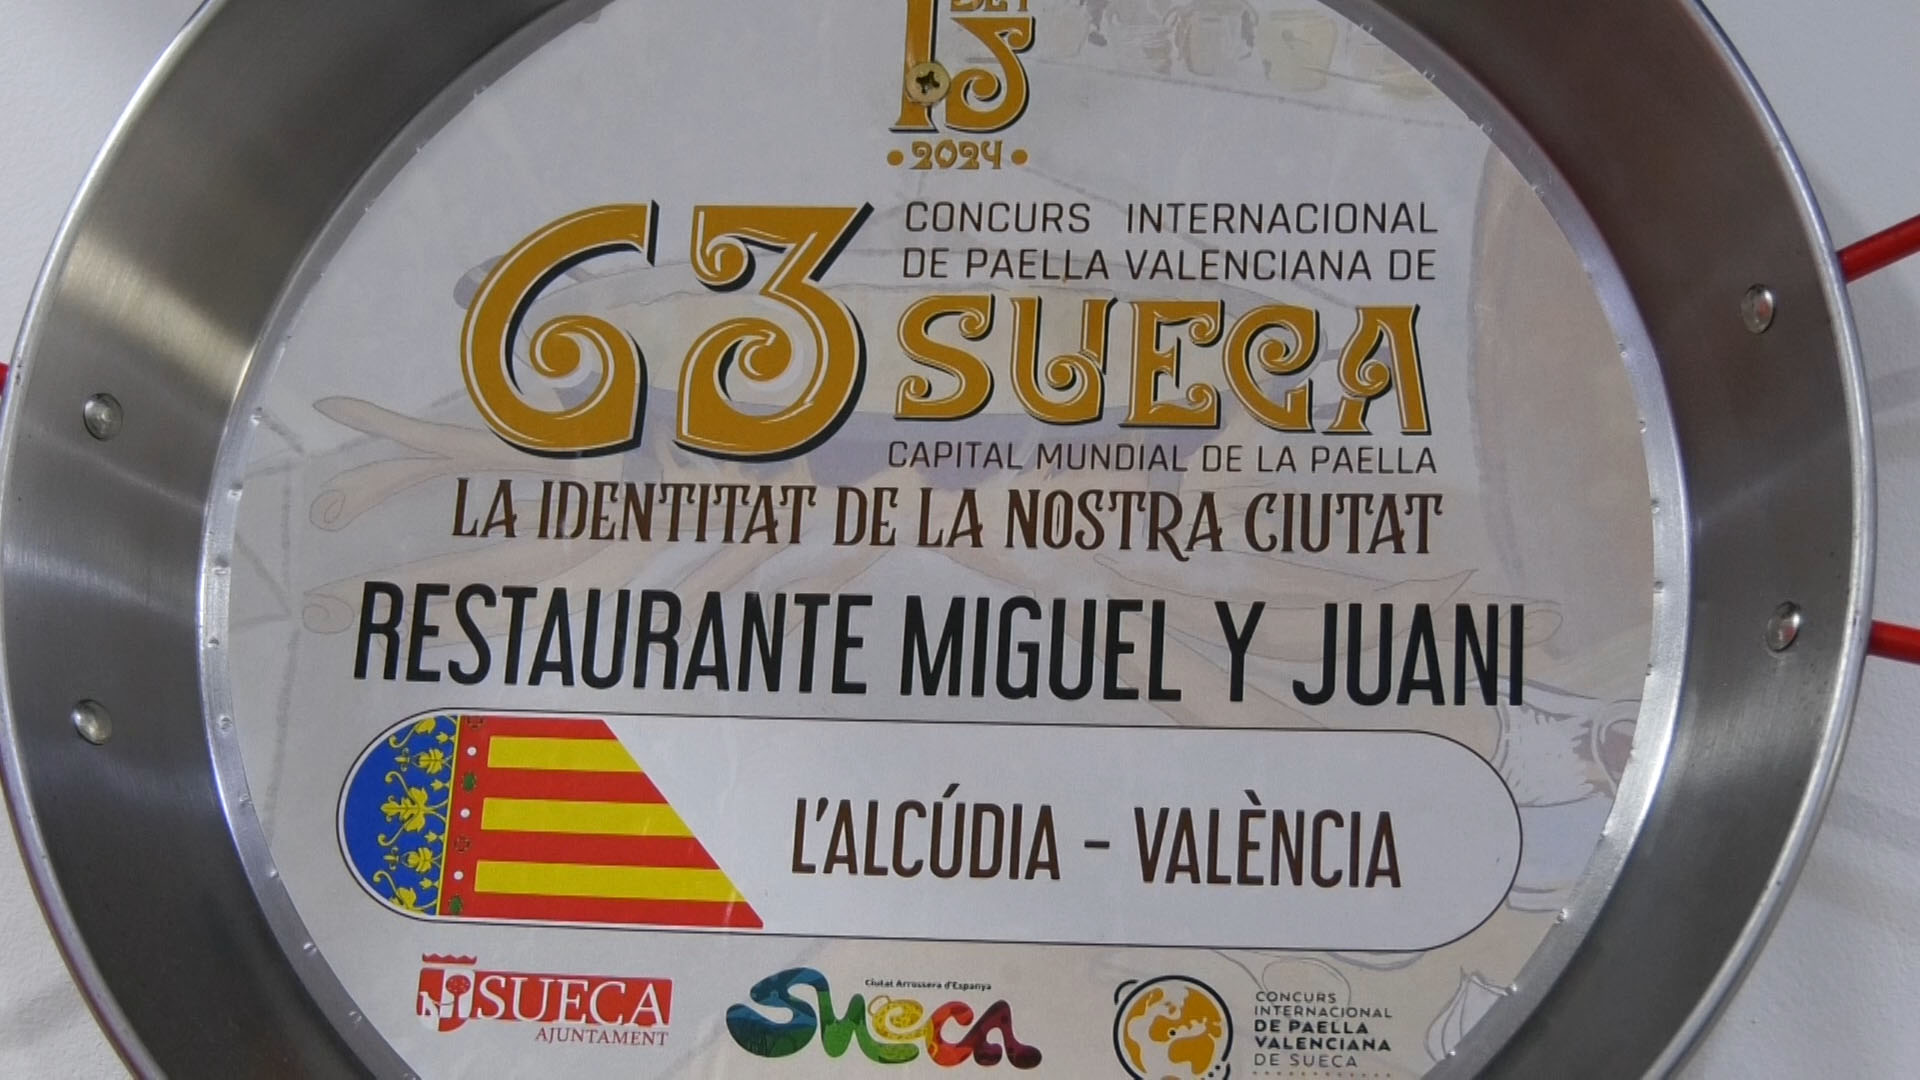 15
• 2024 •
63
CONCURS INTERNACIONAL
DE PAELLA VALENCIANA DE
SUECA
CAPITAL MUNDIAL DE LA PAELLA
LA IDENTITAT DE LA NOSTRA CIUTAT
RESTAURANTE MIGUEL Y JUANI
L'ALCÚDIA - VALÈNCIA
SUECA
AJUNTAMENT
Ciutat Arrossera d'Espanya
Sueca
CONCURS
INTERNACIONAL
DE PAELLA
VALENCIANA
DE SUECA